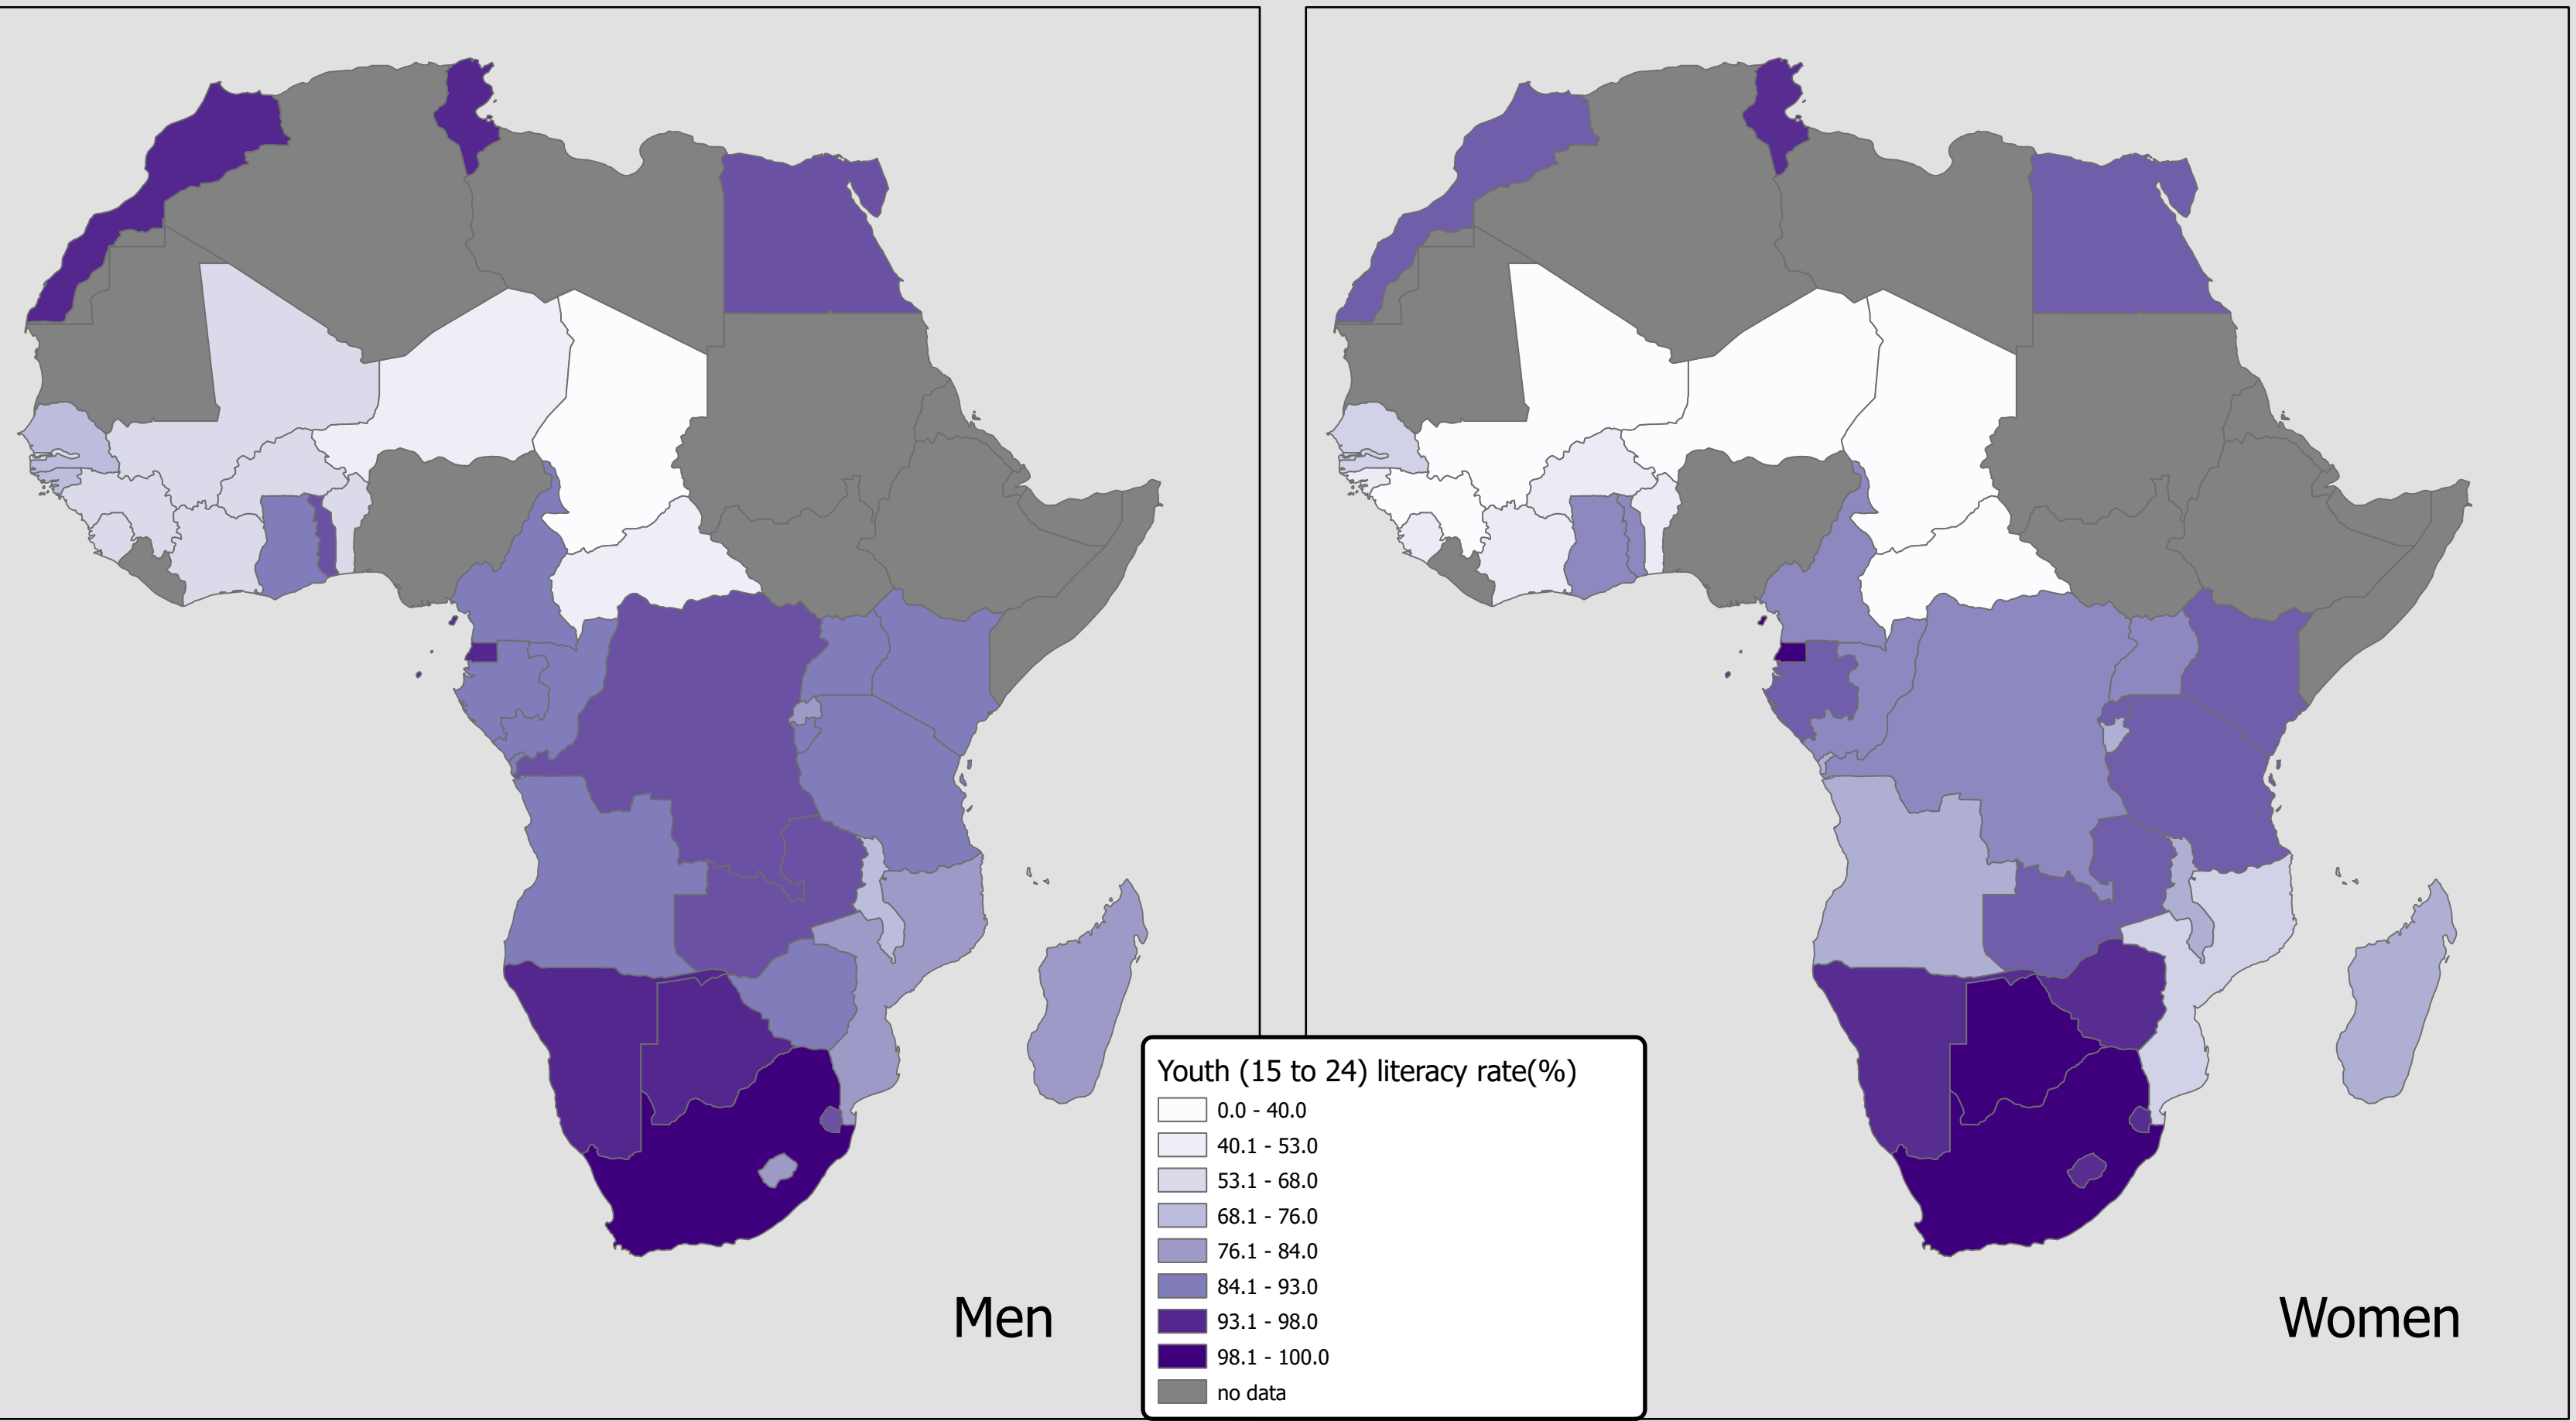 Men
Women
Youth (15 to 24) literacy rate(%)
0.0 - 40.0
40.1 - 53.0
53.1 - 68.0
68.1 - 76.0
76.1 - 84.0
84.1 - 93.0
93.1 - 98.0
98.1 - 100.0
no data